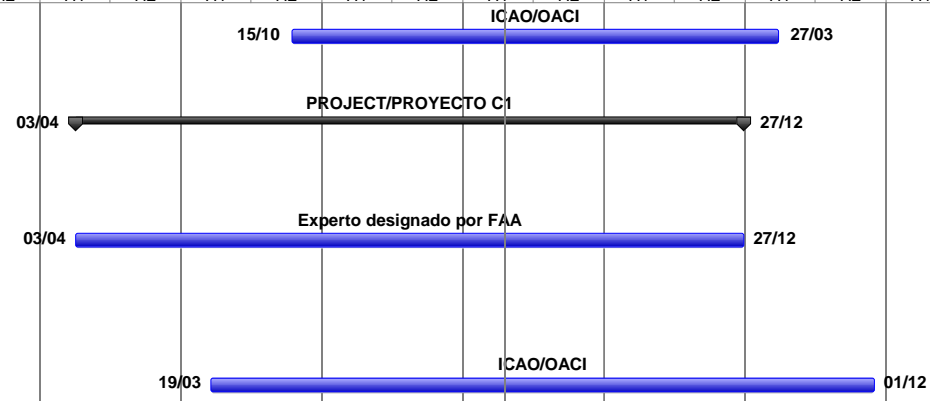 ICAO/OACI
15/10
27/03
PROJECT/PROYECTO C1
03/04
27/12
Experto designado por FAA
03/04
27/12
ICAO/OACI
19/03
01/12